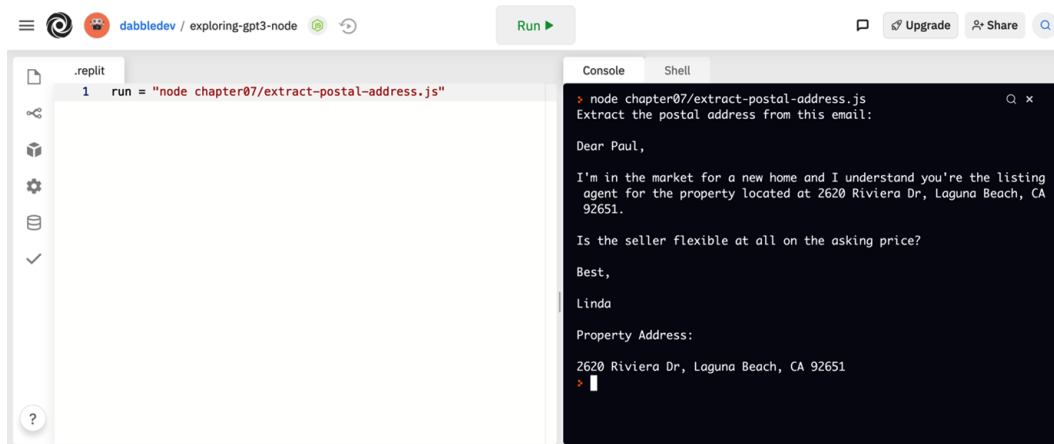 dabbledev / exploring-gpt3-node
Run
Upgrade
Share
.replit
1 run = "node chapter07/extract-postal-address.js"
Console Shell
node chapter07/extract-postal-address.js
Extract the postal address from this email:
Dear Paul,
I'm in the market for a new home and I understand you're the listing
agent for the property located at 2620 Riviera Dr, Laguna Beach, CA
92651.
Is the seller flexible at all on the asking price?
Best,
Linda
Property Address:
2620 Riviera Dr, Laguna Beach, CA 92651
?